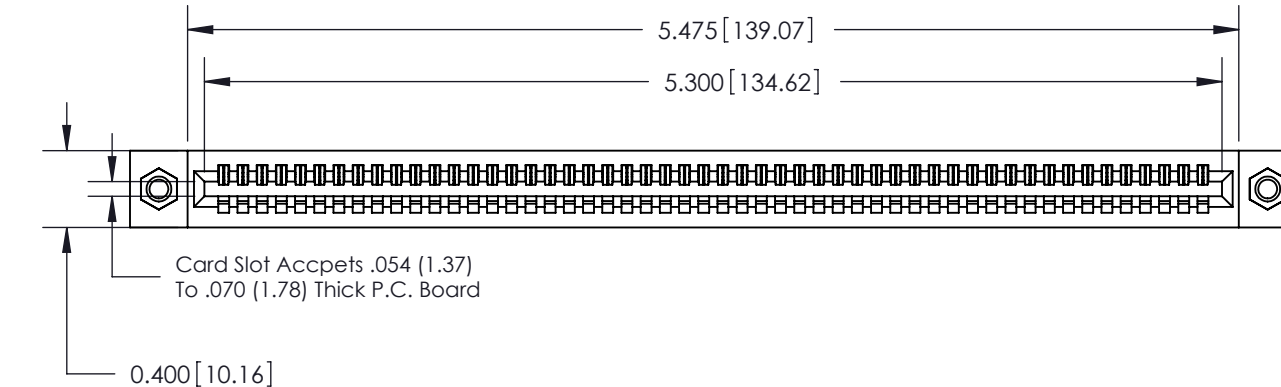 5.475[139.07]
5.300[134.62]
Card Slot Accpets .054 (1.37)
To .070 (1.78) Thick P.C. Board
0.400[10.16]